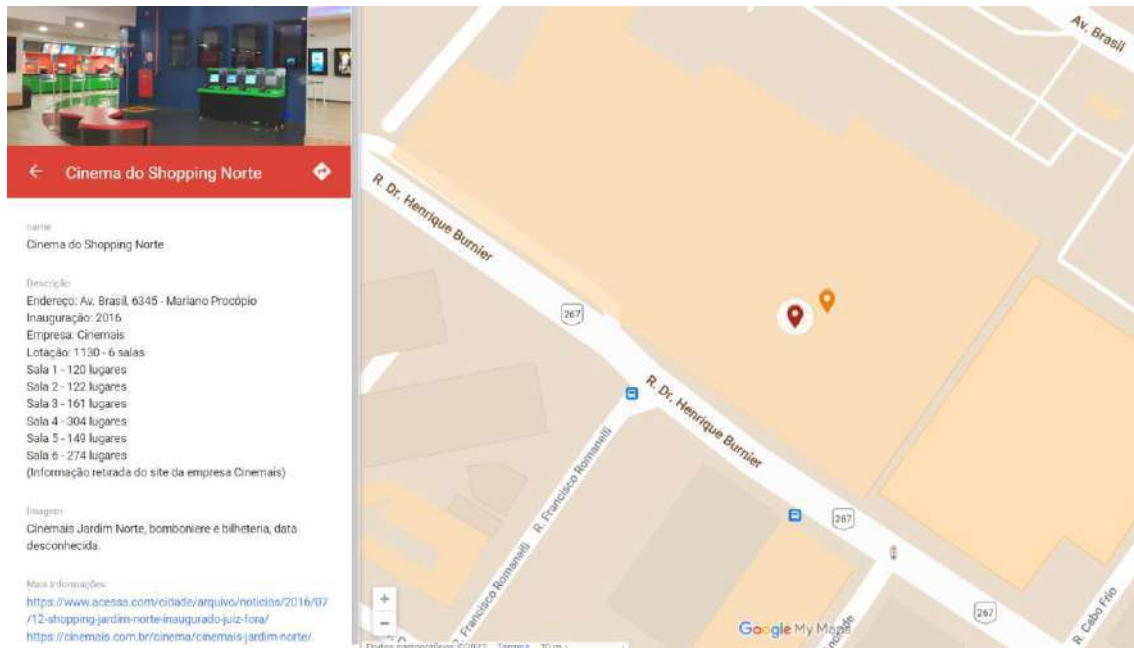 Cinema do Shopping Norte
name
Cinema do Shopping Norte
Descrição
Endereço: Av. Brasil, 6345 - Mariano Procópio
Inauguração: 2016
Empresa: Cinemais
Lotação: 1130 - 6 salas
Sala 1 - 120 lugares
Sala 2 - 122 lugares
Sala 3 - 161 lugares
Sala 4 - 304 lugares
Sala 5 - 149 lugares
Sala 6 - 274 lugares
(Informação retirada do site da empresa Cinemais)
Imagem
Cinemais Jardim Norte, bomboniere e bilheteria, data
desconhecida.
Mais informações
https://www.acessa.com/cidade/arquivo/noticias/2016/07
/12-shopping-jardim-norte-inaugurado-juiz-fora/
https://cinemais.com.br/cinema/cinemais-jardim-norte/
Av. Brasil
R. Dr. Henrique Burnier
267
R. Dr. Henrique Burnier
R. Francisco Romanelli
R. Francisco Romanelli
267
267
R. Cabo Frio
+
−
Google My Maps